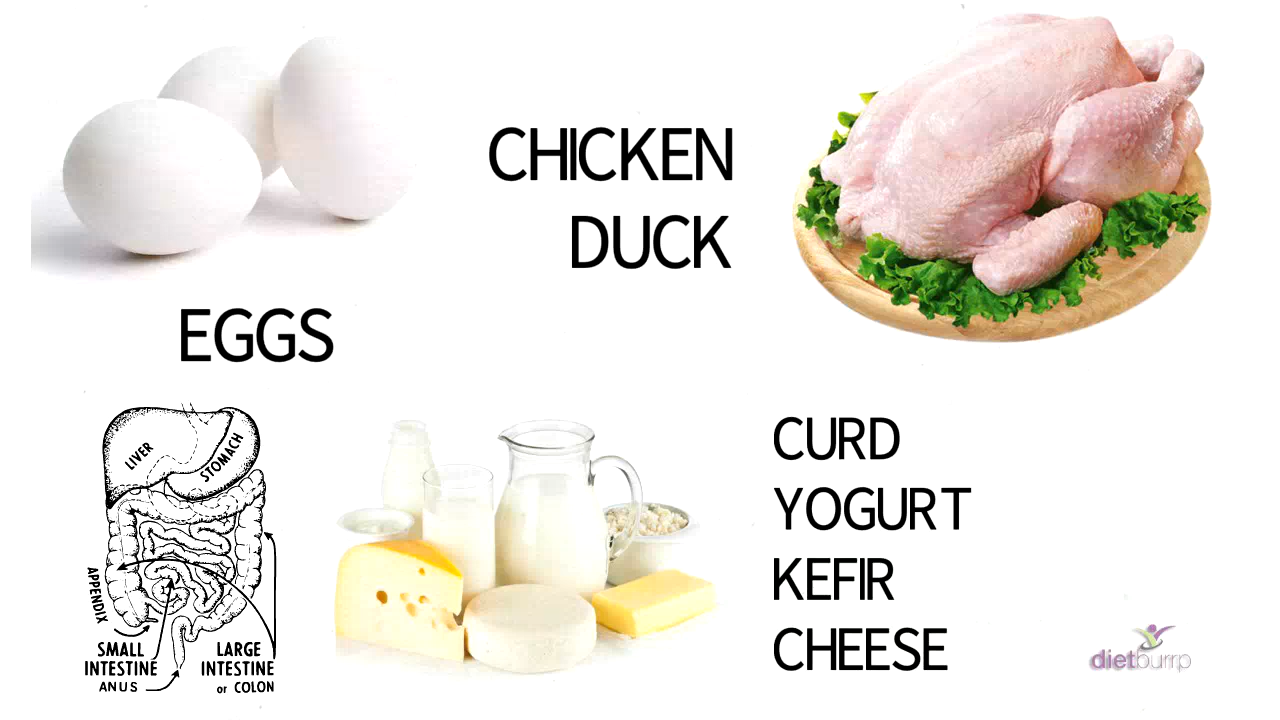 CHICKEN
DUCK
EGGS
LIVER
STOMACH
APPENDIX
SMALL
INTESTINE
ANUS
LARGE
INTESTINE
or COLON
CURD
YOGURT
KEFIR
CHEESE
dietburrp